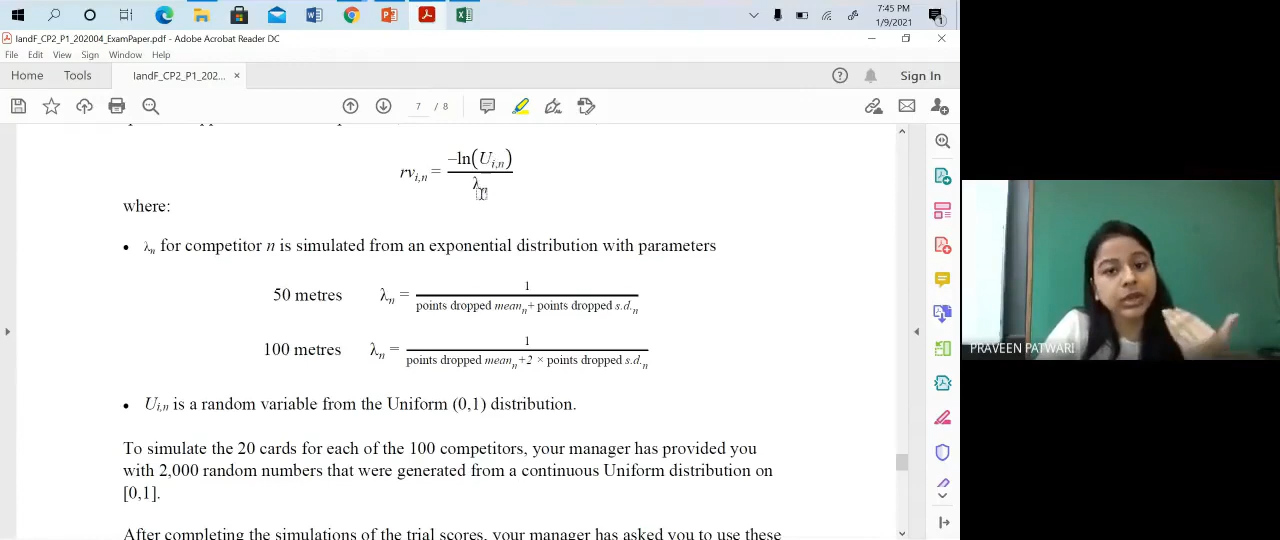 7:45 PM
1/9/2021
IandF_CP2_P1_202004_ExamPaper.pdf - Adobe Acrobat Reader DC
File Edit View Sign Window Help
Home Tools IandF_CP2_P1_202... × Sign In
7 / 8
rv_{i,n} = –ln(U_{i,n}) / λ_n
where:
• λ_n for competitor n is simulated from an exponential distribution with parameters
50 metres λ_n = 1 / points dropped mean_n + points dropped s.d._n
100 metres λ_n = 1 / points dropped mean_n +2 × points dropped s.d._n
• U_{i,n} is a random variable from the Uniform (0,1) distribution.
To simulate the 20 cards for each of the 100 competitors, your manager has provided you
with 2,000 random numbers that were generated from a continuous Uniform distribution on
[0,1].
After completing the simulations of the trial scores, your manager has asked you to use these
PRAVEEN PATWARI